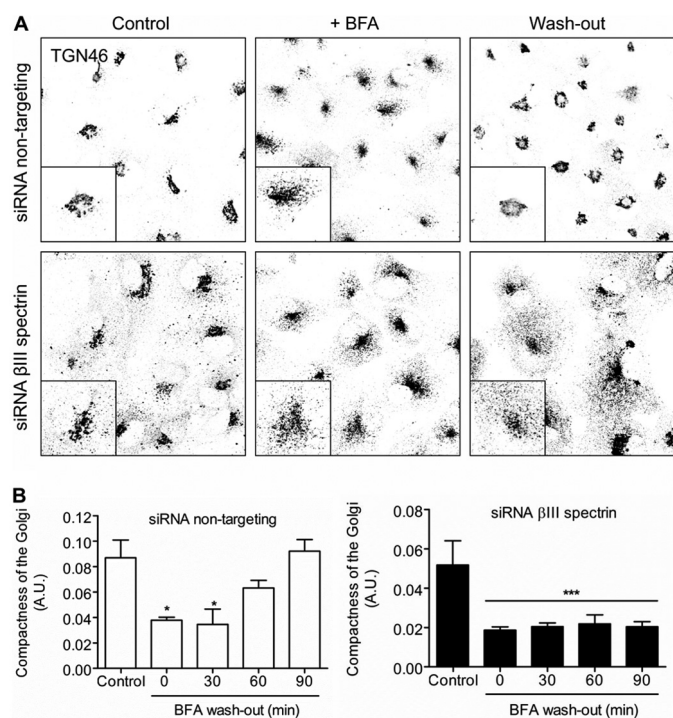 A
Control
+ BFA
Wash-out
siRNA non-targeting
TGN46
siRNA βIII spectrin
B
Compactness of the Golgi
(A.U.)
siRNA non-targeting
0.12
0.10
0.08
0.06
0.04
0.02
0.00
*
*
Control
0
30
60
90
BFA wash-out (min)
Compactness of the Golgi
(A.U.)
siRNA βIII spectrin
0.08
0.06
0.04
0.02
0.00
***
Control
0
30
60
90
BFA wash-out (min)